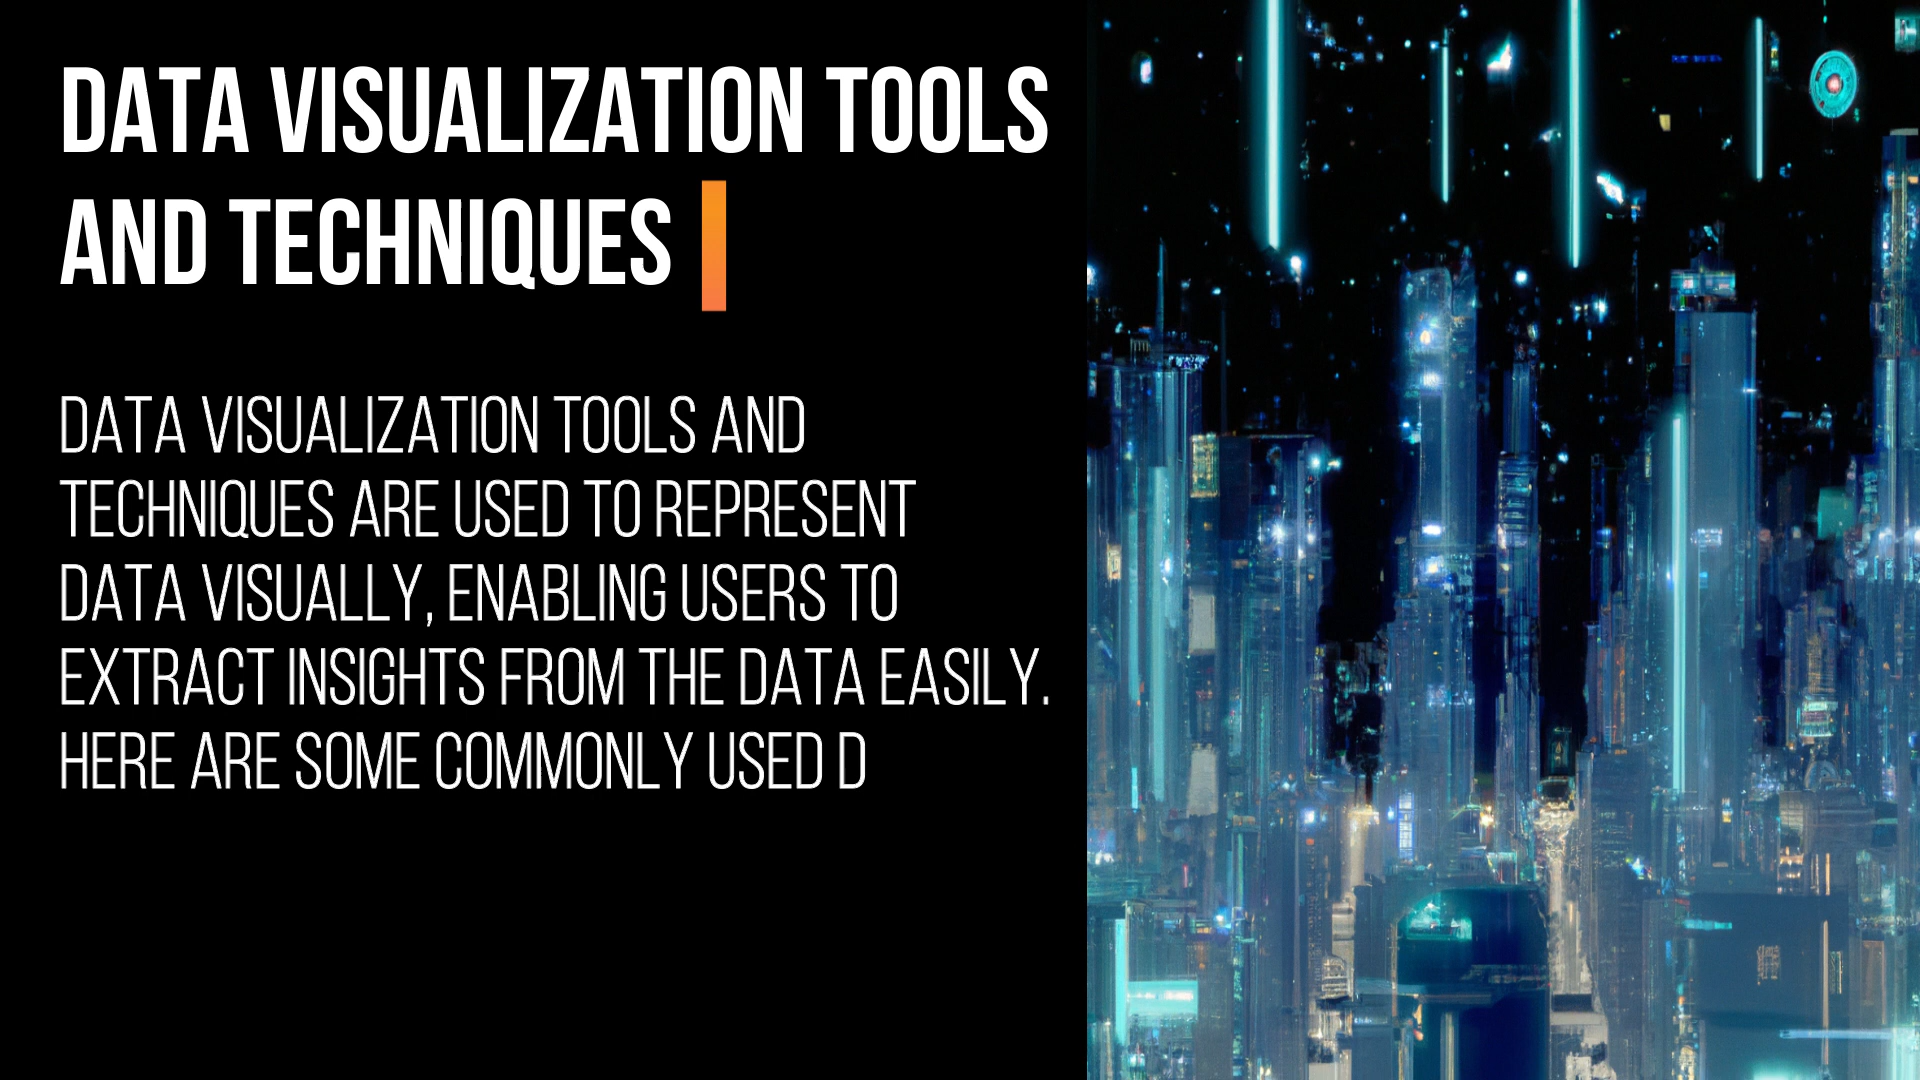 DATA VISUALIZATION TOOLS
AND TECHNIQUES
DATA VISUALIZATION TOOLS AND
TECHNIQUES ARE USED TO REPRESENT
DATA VISUALLY, ENABLING USERS TO
EXTRACT INSIGHTS FROM THE DATA EASILY.
HERE ARE SOME COMMONLY USED D